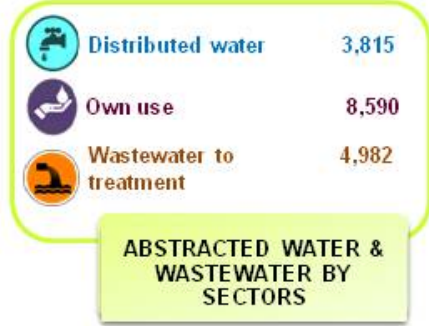 Distributed water 3,815
Own use 8,590
Wastewater to 4,982
treatment
ABSTRACTED WATER &
WASTEWATER BY
SECTORS